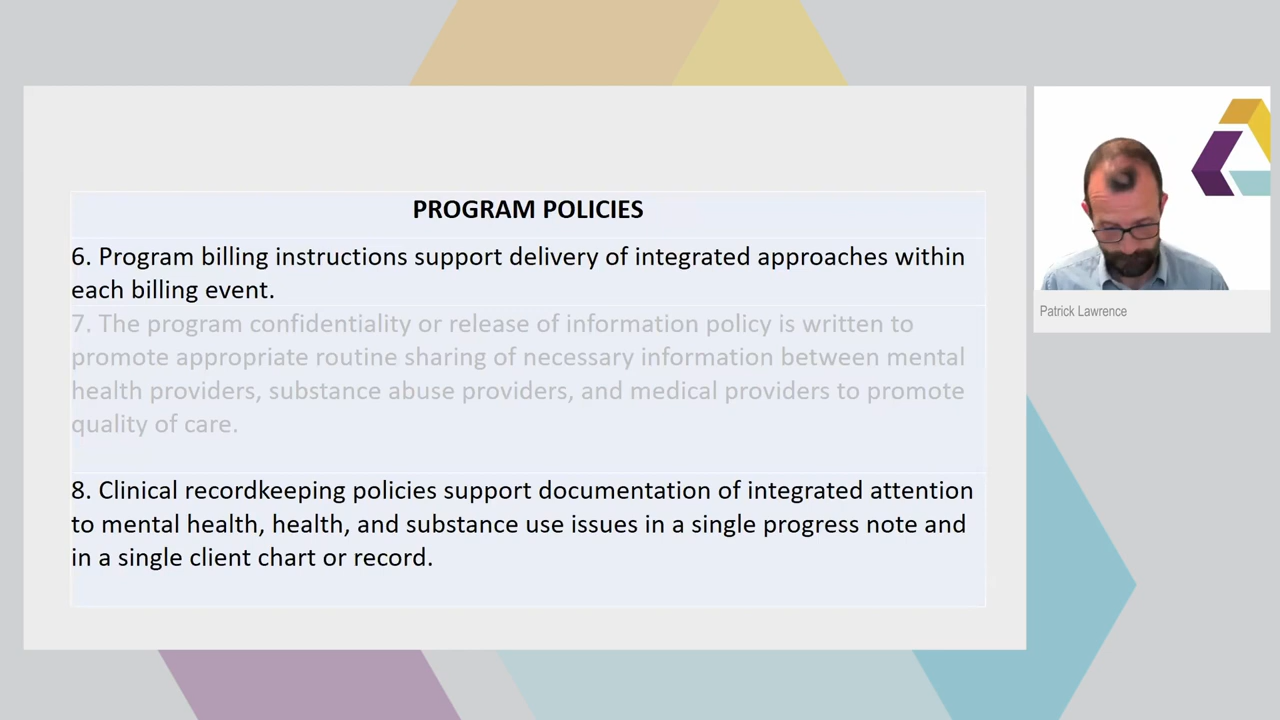 PROGRAM POLICIES
6. Program billing instructions support delivery of integrated approaches within
each billing event.
7. The program confidentiality or release of information policy is written to
promote appropriate routine sharing of necessary information between mental
health providers, substance abuse providers, and medical providers to promote
quality of care.
8. Clinical recordkeeping policies support documentation of integrated attention
to mental health, health, and substance use issues in a single progress note and
in a single client chart or record.
Patrick Lawrence